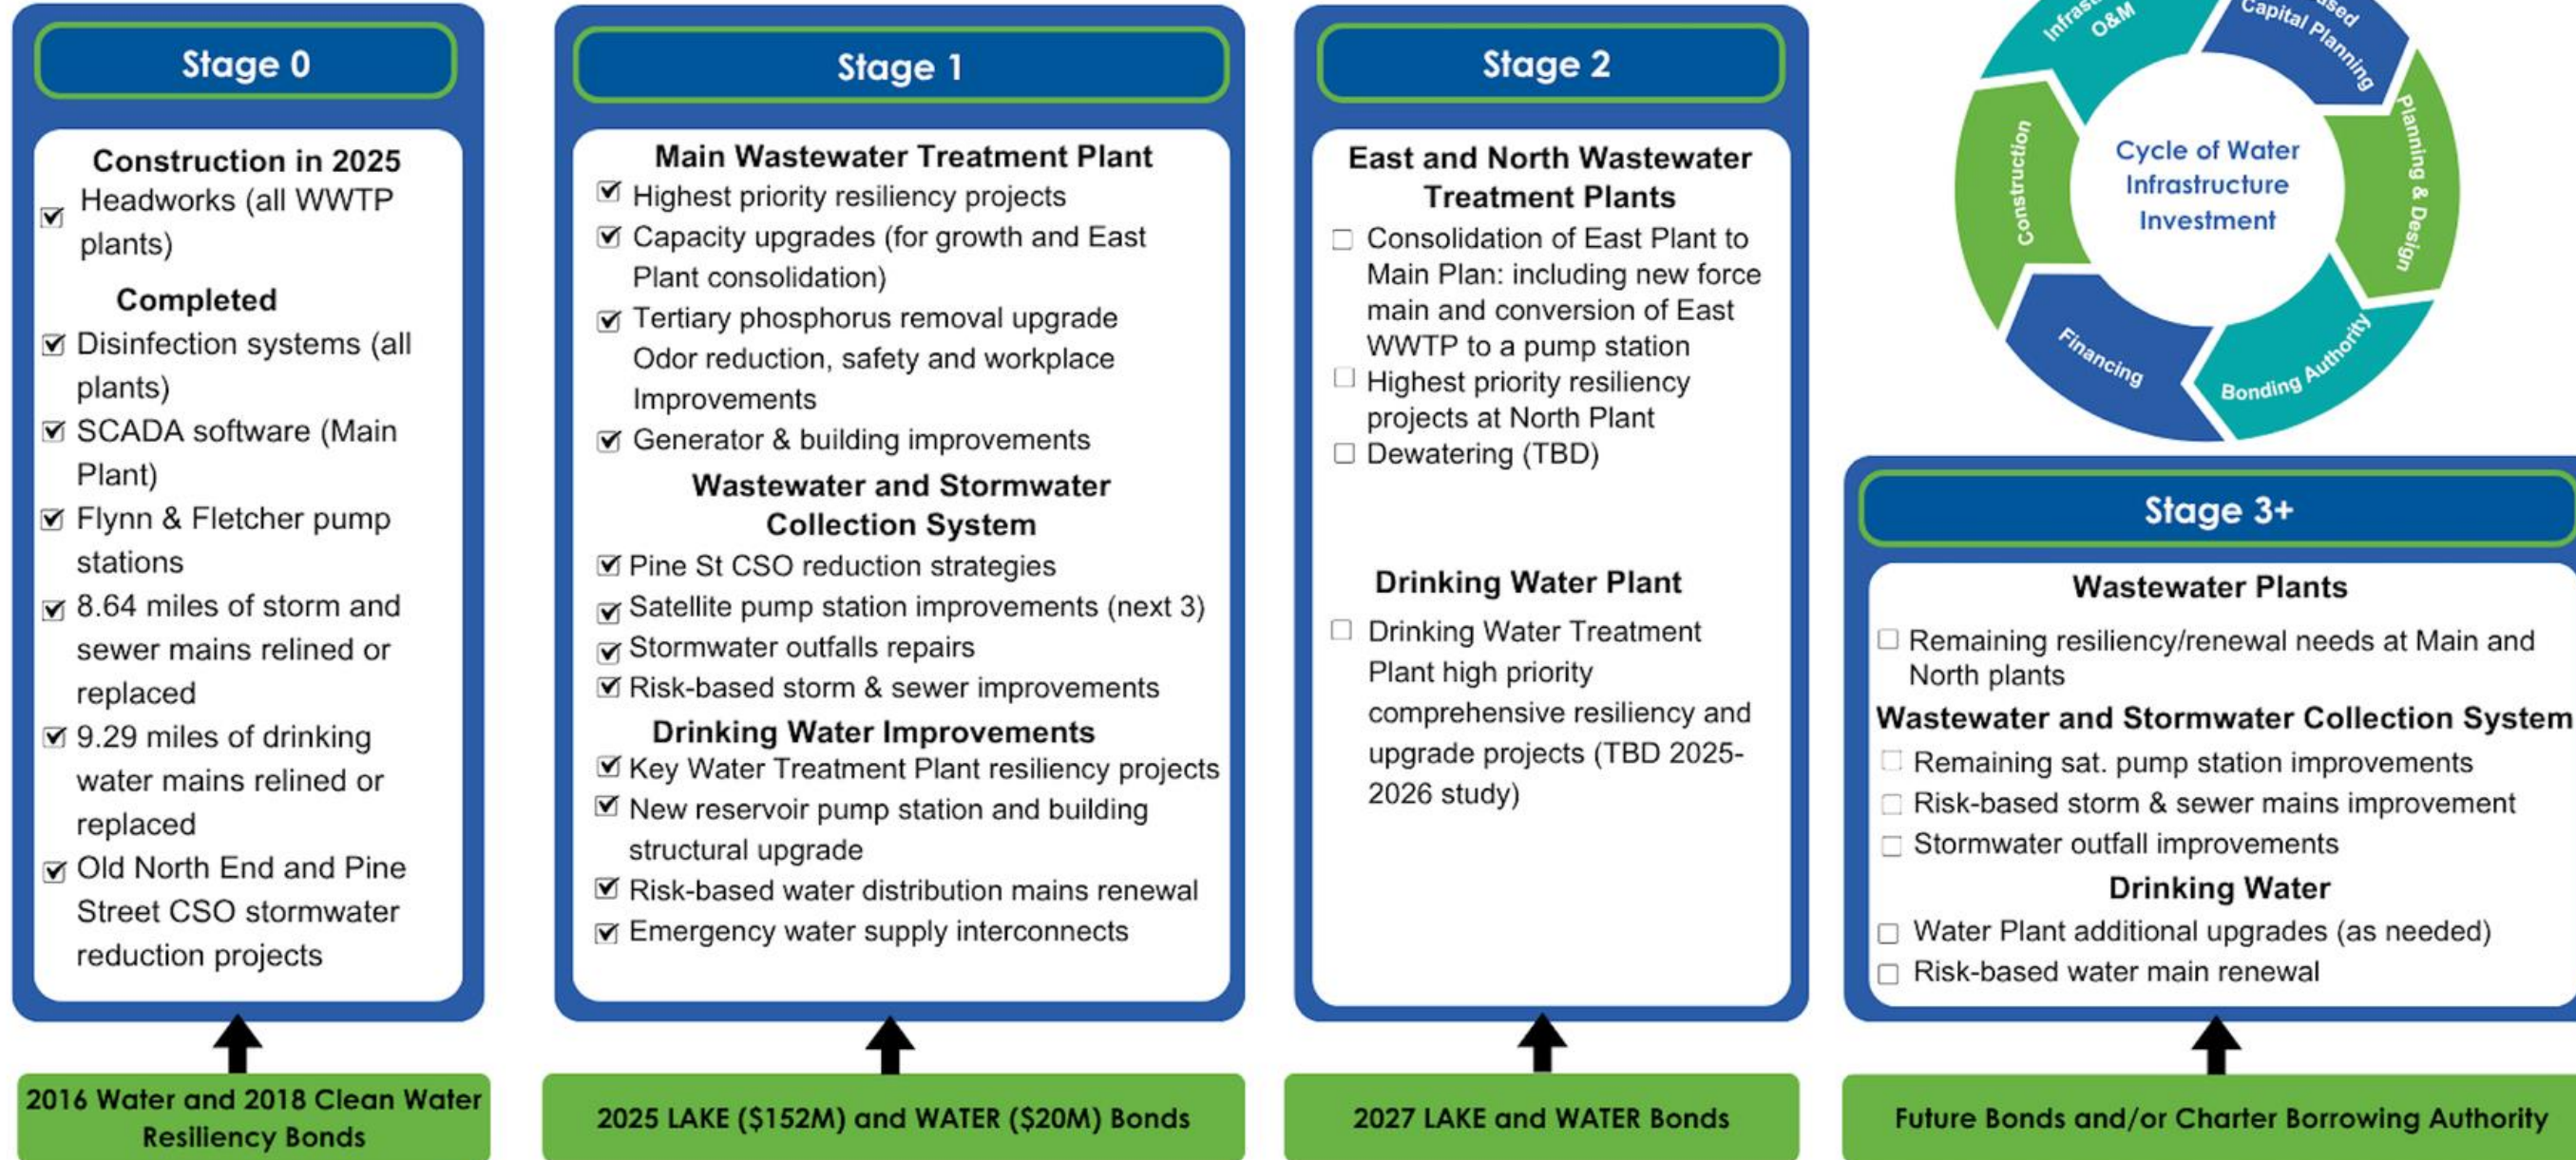 Stage 0
Construction in 2025
Headworks (all WWTP
plants)
Completed
Disinfection systems (all
plants)
SCADA software (Main
Plant)
Flynn & Fletcher pump
stations
8.64 miles of storm and
sewer mains relined or
replaced
9.29 miles of drinking
water mains relined or
replaced
Old North End and Pine
Street CSO stormwater
reduction projects
2016 Water and 2018 Clean Water
Resiliency Bonds
Stage 1
Main Wastewater Treatment Plant
Highest priority resiliency projects
Capacity upgrades (for growth and East
Plant consolidation)
Tertiary phosphorus removal upgrade
Odor reduction, safety and workplace
Improvements
Generator & building improvements
Wastewater and Stormwater
Collection System
Pine St CSO reduction strategies
Satellite pump station improvements (next 3)
Stormwater outfalls repairs
Risk-based storm & sewer improvements
Drinking Water Improvements
Key Water Treatment Plant resiliency projects
New reservoir pump station and building
structural upgrade
Risk-based water distribution mains renewal
Emergency water supply interconnects
2025 LAKE ($152M) and WATER ($20M) Bonds
Stage 2
East and North Wastewater
Treatment Plants
Consolidation of East Plant to
Main Plan: including new force
main and conversion of East
WWTP to a pump station
Highest priority resiliency
projects at North Plant
Dewatering (TBD)
Drinking Water Plant
Drinking Water Treatment
Plant high priority
comprehensive resiliency and
upgrade projects (TBD 2025-
2026 study)
2027 LAKE and WATER Bonds
O&M
Capital Planning
Planning & Design
Bonding Authority
Financing
Construction
Cycle of Water
Infrastructure
Investment
Stage 3+
Wastewater Plants
Remaining resiliency/renewal needs at Main and
North plants
Wastewater and Stormwater Collection System
Remaining sat. pump station improvements
Risk-based storm & sewer mains improvement
Stormwater outfall improvements
Drinking Water
Water Plant additional upgrades (as needed)
Risk-based water main renewal
Future Bonds and/or Charter Borrowing Authority